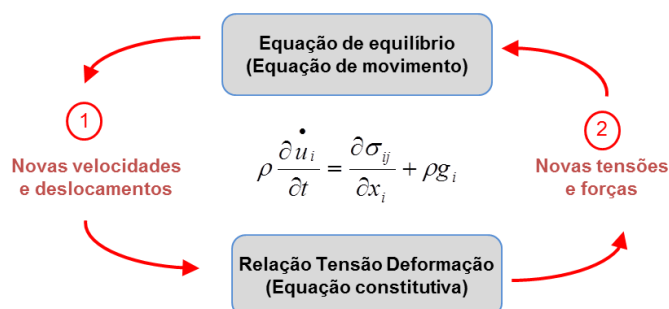 Equação de equilíbrio
(Equação de movimento)
1
Novas velocidades
e deslocamentos
ρ ∂u̇ᵢ/∂t = ∂σᵢⱼ/∂xᵢ + ρgᵢ
2
Novas tensões
e forças
Relação Tensão Deformação
(Equação constitutiva)